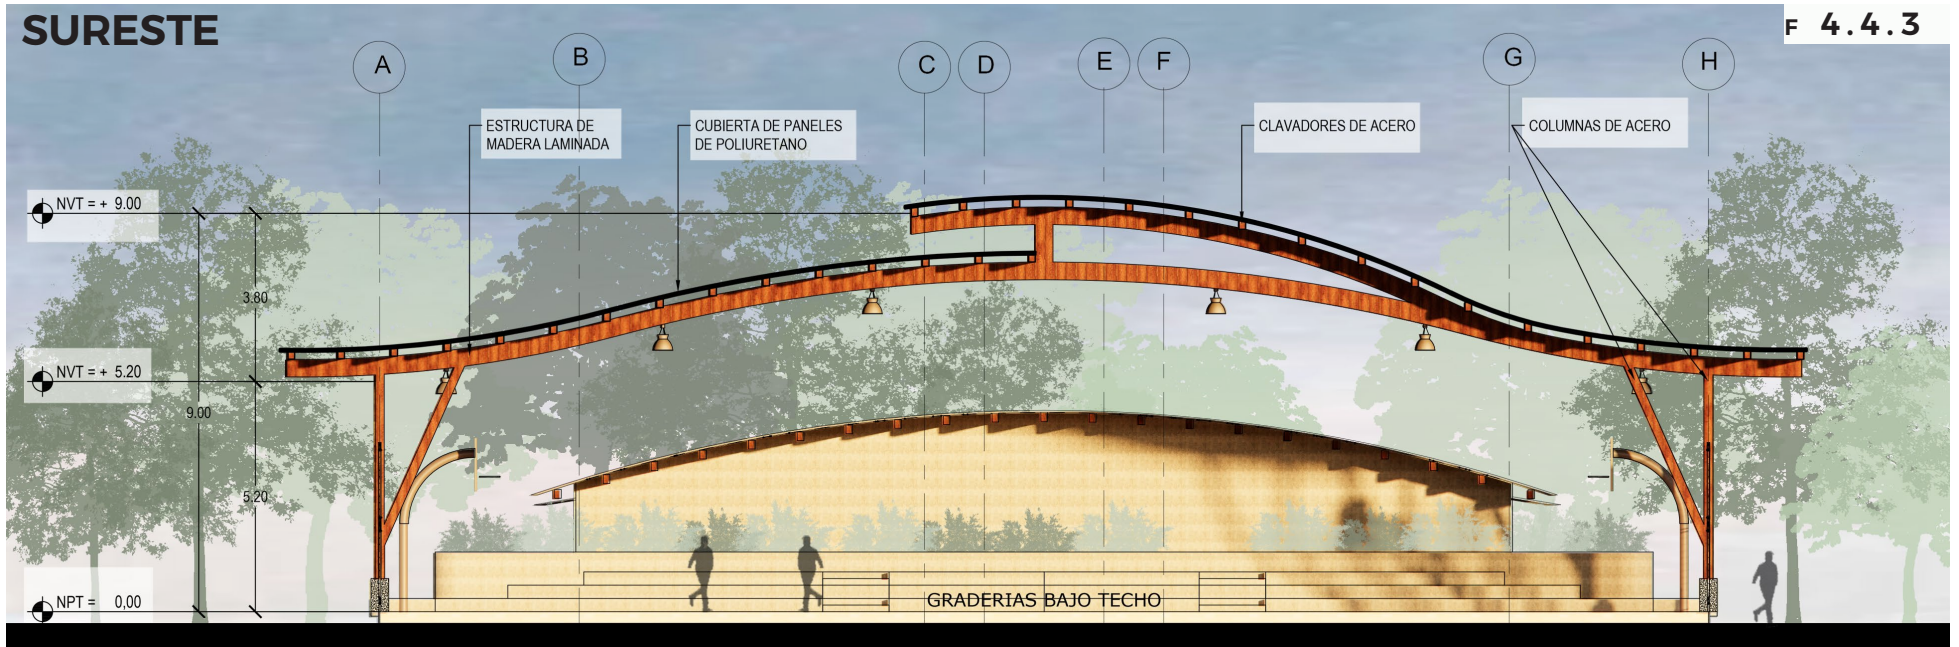 SURESTE
F 4.4.3
A B C D E F G H
ESTRUCTURA DE
MADERA LAMINADA
CUBIERTA DE PANELES
DE POLIURETANO
CLAVADORES DE ACERO
COLUMNAS DE ACERO
NVT = + 9.00
3.80
NVT = + 5.20
9.00
5.20
NPT = 0,00
GRADERIAS BAJO TECHO